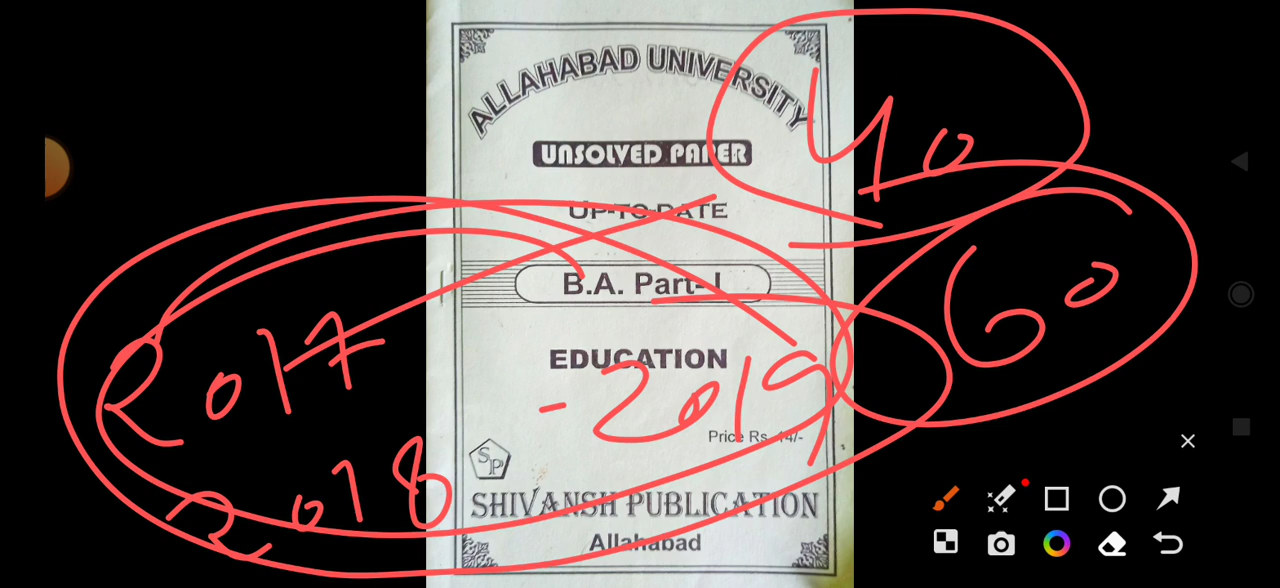 ALLAHABAD UNIVERSITY
40
UNSOLVED PAPER
UP-TO-DATE
B.A. Part-I
60
2017
EDUCATION
- 2019
Price Rs. 14/-
2018
SP
SHIVANSH PUBLICATION
Allahabad